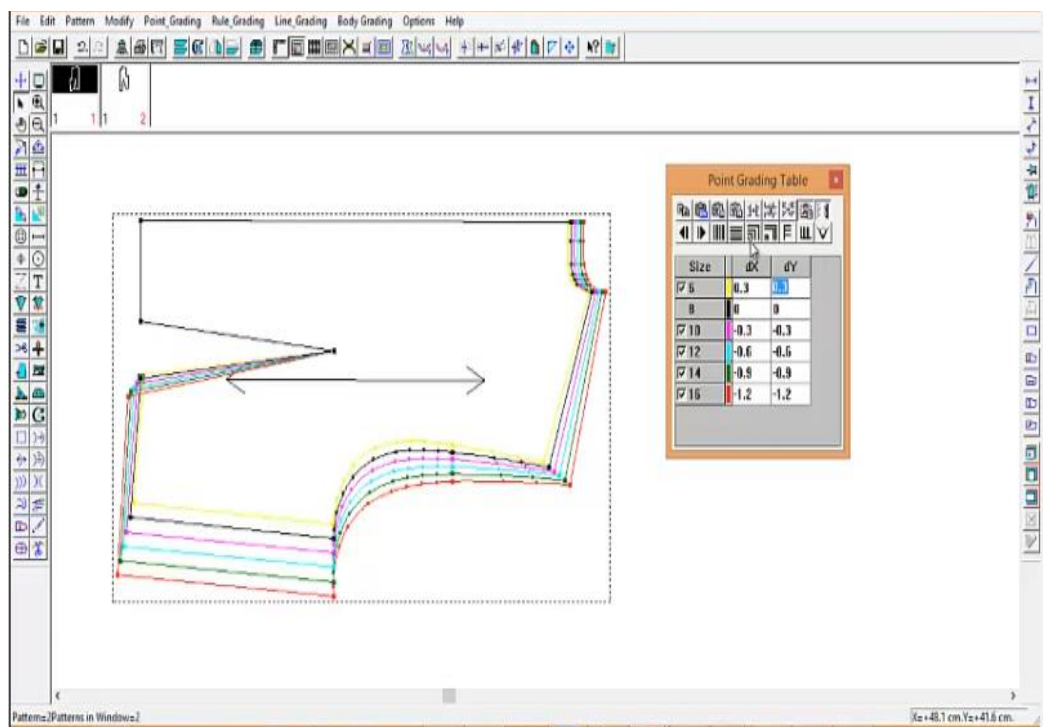 File Edit Pattern Modify Point_Grading Rule_Grading Line_Grading Body Grading Options Help
1 1 1 2
Point Grading Table
Size dX dY
6 0.3 0.3
8 0 0
10 -0.3 -0.3
12 -0.6 -0.6
14 -0.9 -0.9
16 -1.2 -1.2
Pattern=2Patterns in Window=2 X=+48.1 cm.Y=+41.6 cm.